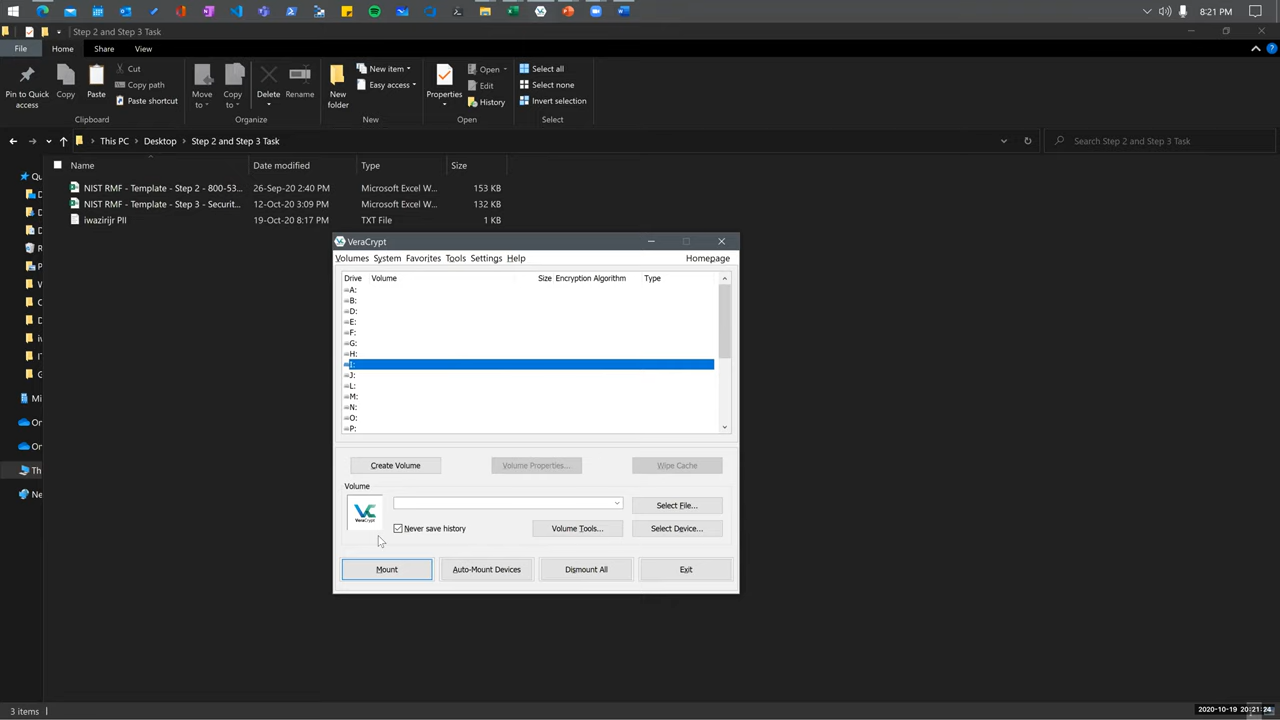 8:21 PM
Step 2 and Step 3 Task
File Home Share View
Pin to Quick access
Copy
Paste
Cut
Copy path
Paste shortcut
Clipboard
Move to
Copy to
Delete
Rename
Organize
New folder
New item
Easy access
New
Properties
Open
Edit
History
Open
Select all
Select none
Invert selection
Select
This PC Desktop Step 2 and Step 3 Task
Search Step 2 and Step 3 Task
Name Date modified Type Size
NIST RMF - Template - Step 2 - 800-53... 26-Sep-20 2:40 PM Microsoft Excel W... 153 KB
NIST RMF - Template - Step 3 - Securit... 12-Oct-20 3:09 PM Microsoft Excel W... 132 KB
iwazirijr PII 19-Oct-20 8:17 PM TXT File 1 KB
VeraCrypt
Volumes System Favorites Tools Settings Help Homepage
Drive Volume Size Encryption Algorithm Type
A:
B:
D:
E:
F:
G:
H:
I:
J:
L:
M:
N:
O:
P:
Create Volume Volume Properties... Wipe Cache
Volume
VeraCrypt
Select File...
Never save history Volume Tools... Select Device...
Mount Auto-Mount Devices Dismount All Exit
3 items
2020-10-19 20:21:24